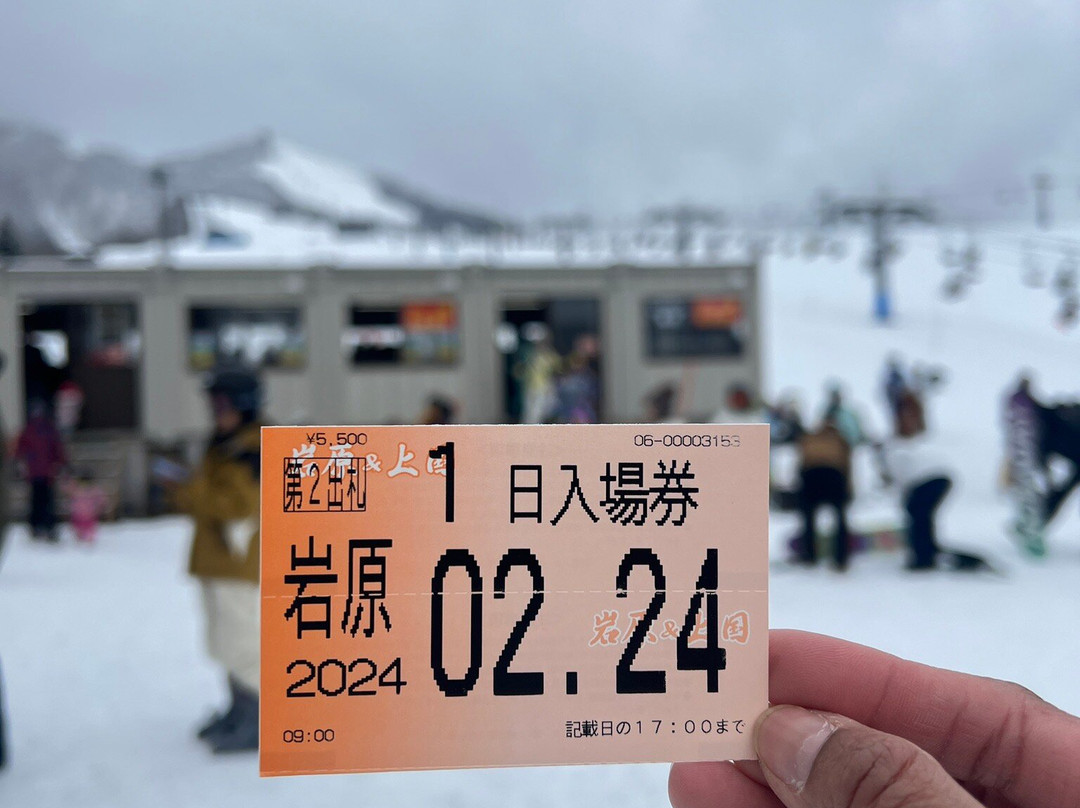 ¥5,500
06-00003153
岩原&上国
第2出札
1日入場券
岩原
02.24
岩原&上国
2024
09:00
記載日の17:00まで